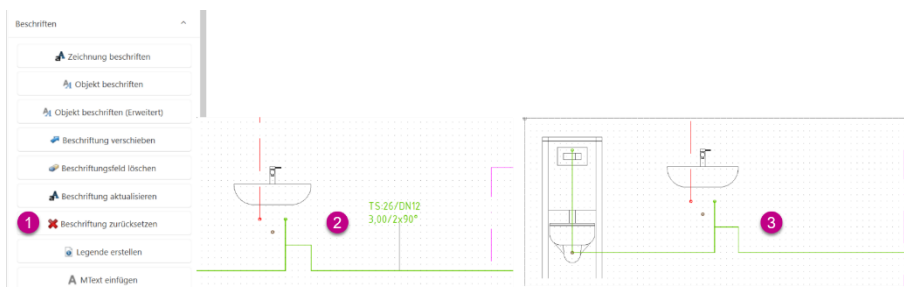 Beschriften
Zeichnung beschriften
Objekt beschriften
Objekt beschriften (Erweitert)
Beschriftung verschieben
Beschriftungsfeld löschen
Beschriftung aktualisieren
1 Beschriftung zurücksetzen
Legende erstellen
MText einfügen
TS:26/DN12
2 3,00/2x90°
3